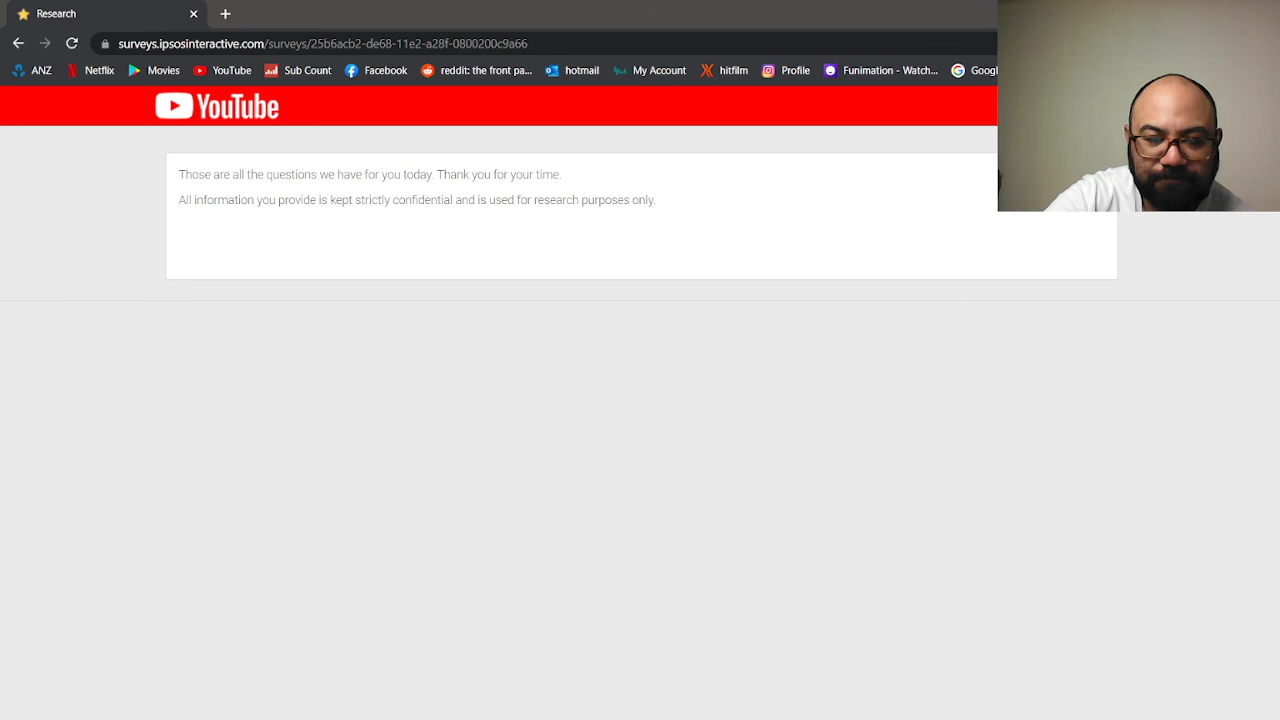 Research
surveys.ipsosinteractive.com/surveys/25b6acb2-de68-11e2-a28f-0800200c9a66
ANZ Netflix Movies YouTube Sub Count Facebook reddit: the front pa... hotmail My Account hitfilm Profile Funimation - Watch... Googl
YouTube
Those are all the questions we have for you today. Thank you for your time.
All information you provide is kept strictly confidential and is used for research purposes only.